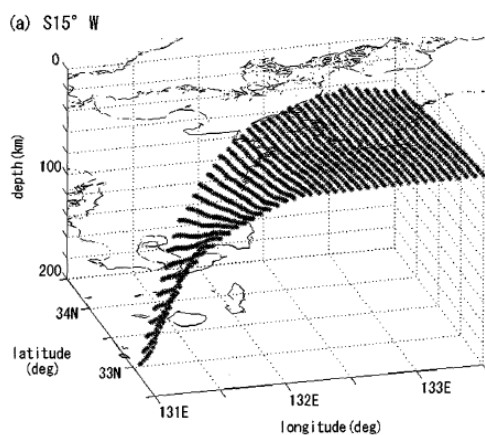 (a) S15° W
0
100
200
depth(km)
34N
33N
latitude
(deg)
131E
132E
133E
longitude(deg)